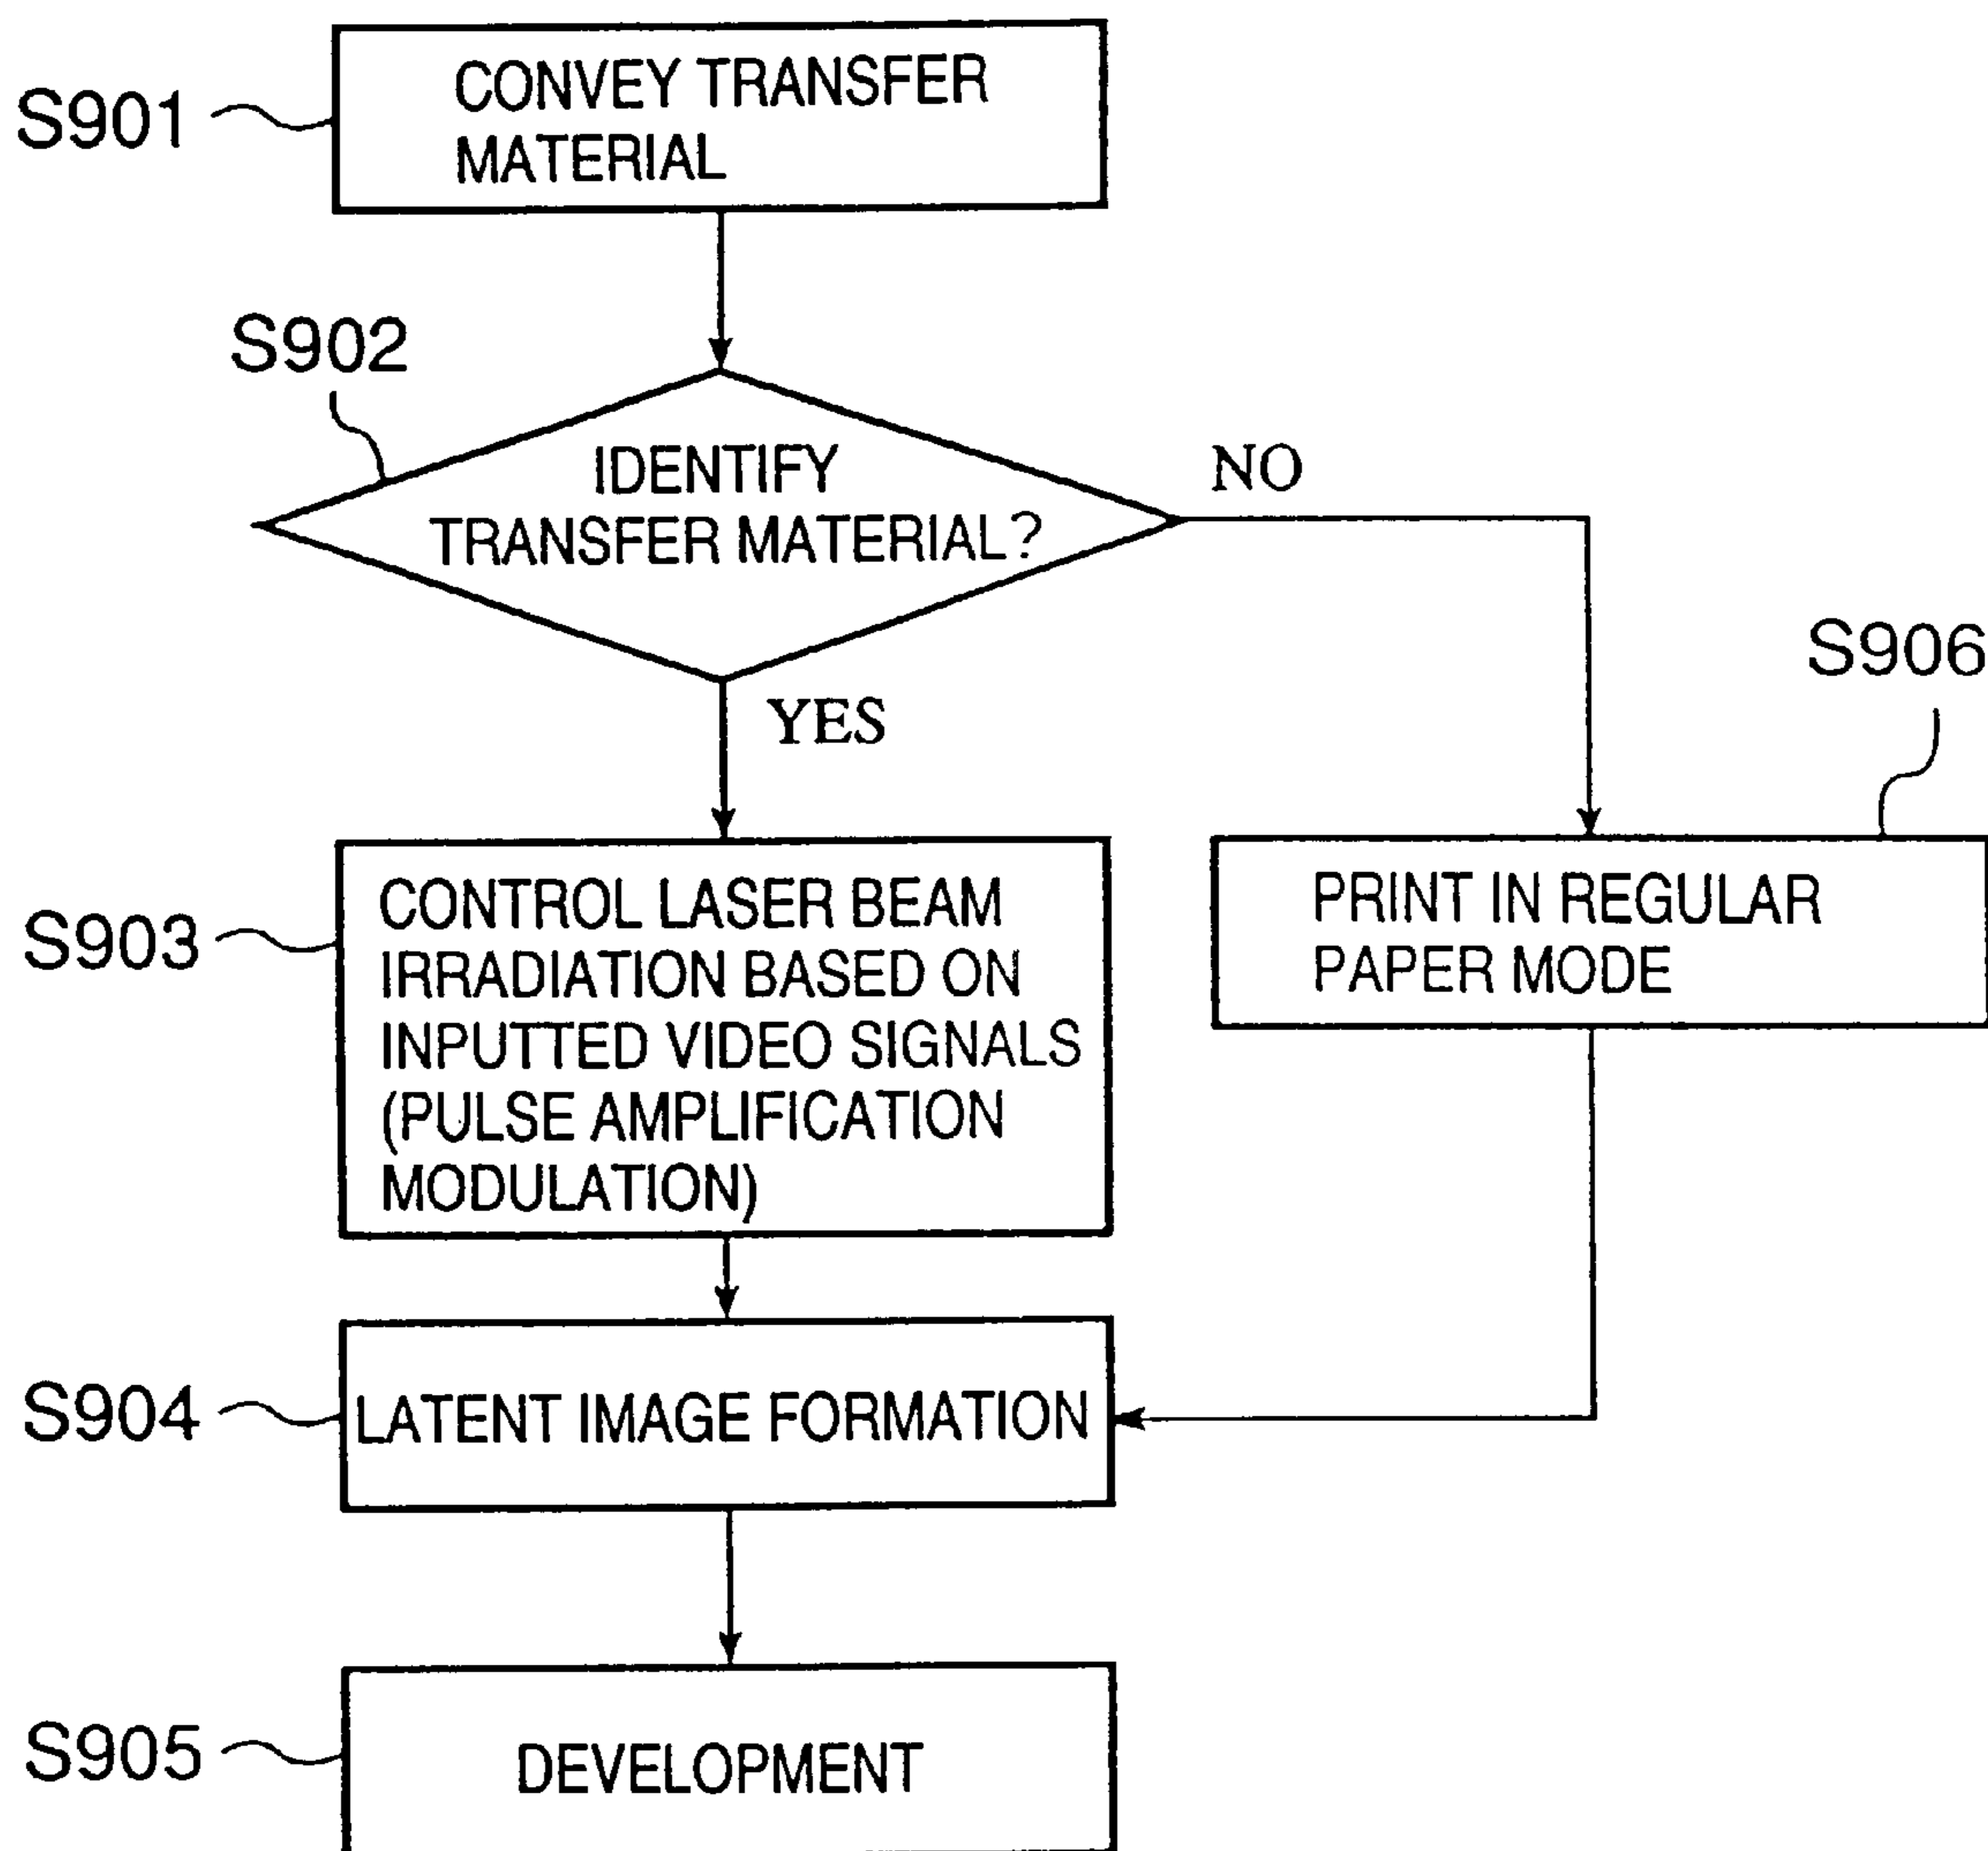 S901
CONVEY TRANSFER
MATERIAL
S902
IDENTIFY
TRANSFER MATERIAL?
NO
YES
S906
S903
CONTROL LASER BEAM
IRRADIATION BASED ON
INPUTTED VIDEO SIGNALS
(PULSE AMPLIFICATION
MODULATION)
PRINT IN REGULAR
PAPER MODE
S904
LATENT IMAGE FORMATION
S905
DEVELOPMENT